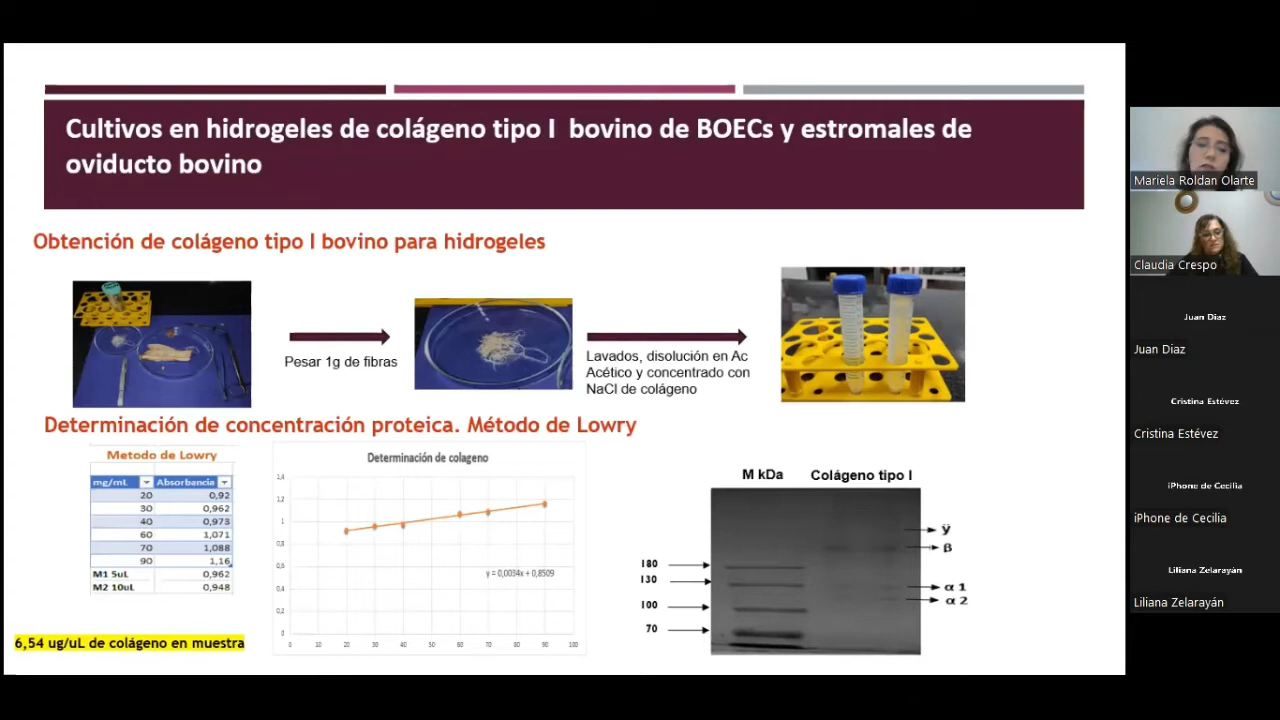 Cultivos en hidrogeles de colágeno tipo I bovino de BOECs y estromales de
oviducto bovino
Obtención de colágeno tipo I bovino para hidrogeles
Pesar 1g de fibras
Lavados, disolución en Ac
Acético y concentrado con
NaCl de colágeno
Determinación de concentración proteica. Método de Lowry
Metodo de Lowry
mg/mL Absorbancia
20 0,92
30 0,962
40 0,973
60 1,071
70 1,088
90 1,16
M1 5uL 0,962
M2 10uL 0,948
6,54 ug/uL de colágeno en muestra
Determinación de colageno
1,4
1,2
1
0,8
0,6
0,4
0,2
0
y = 0,0034x + 0,8509
0 10 20 30 40 50 60 70 80 90 100
M kDa Colágeno tipo I
180
130
100
70
ÿ
β
α 1
α 2
Mariela Roldan Olarte
Claudia Crespo
Juan Diaz
Juan Diaz
Cristina Estévez
Cristina Estévez
iPhone de Cecilia
iPhone de Cecilia
Liliana Zelarayán
Liliana Zelarayán